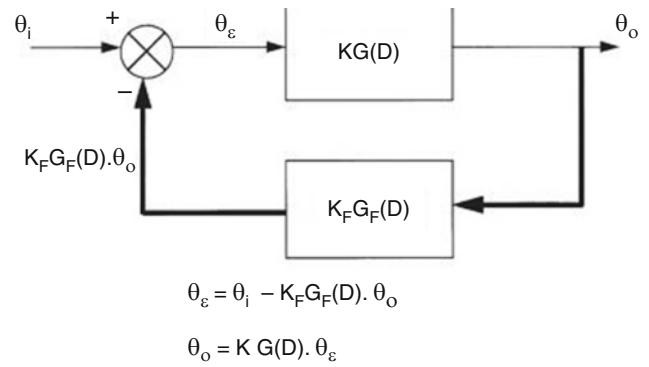 θi + θε KG(D) θo
−
KFGF(D).θo KFGF(D)
θε = θi − KFGF(D). θo
θo = K G(D). θε